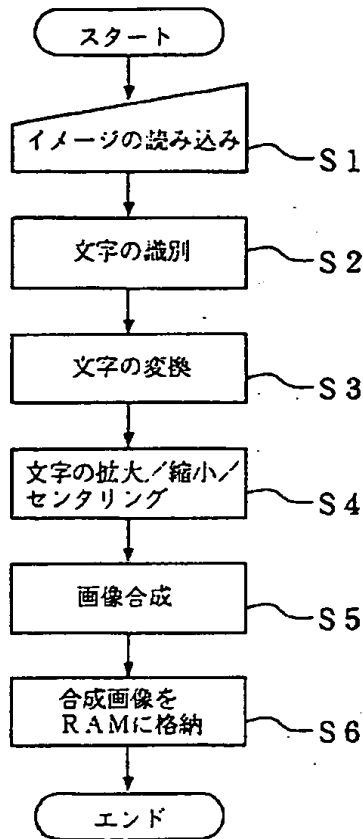 スタート
イメージの読み込み
S1
文字の識別
S2
文字の変換
S3
文字の拡大／縮小／
センタリング
S4
画像合成
S5
合成画像を
RAMに格納
S6
エンド